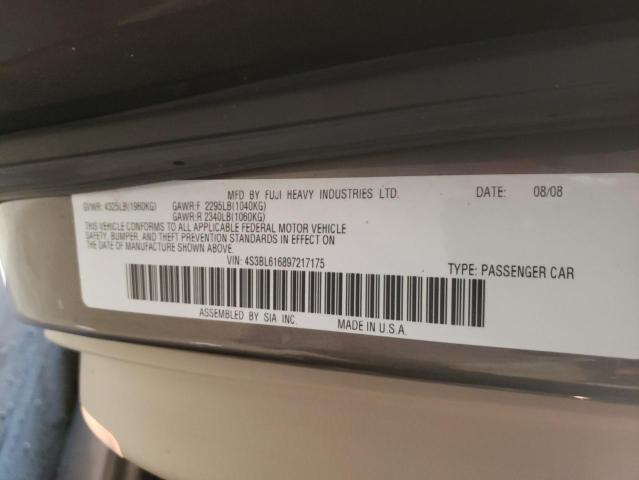 MFD BY FUJI HEAVY INDUSTRIES LTD. DATE: 08/08
GVWR: 4325LB(1960KG) GAWR:F 2295LB(1040KG)
GAWR:R 2340LB(1060KG)
THIS VEHICLE CONFORMS TO ALL APPLICABLE FEDERAL MOTOR VEHICLE
SAFETY, BUMPER, AND THEFT PREVENTION STANDARDS IN EFFECT ON
THE DATE OF MANUFACTURE SHOWN ABOVE.
VIN: 4S3BL616897217175 TYPE: PASSENGER CAR
ASSEMBLED BY SIA INC. MADE IN U.S.A.